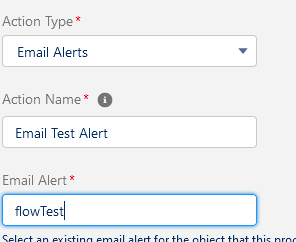 Action Type*
Email Alerts
Action Name*
Email Test Alert
Email Alert*
flowTest
Select an existing email alert for the object that this proc